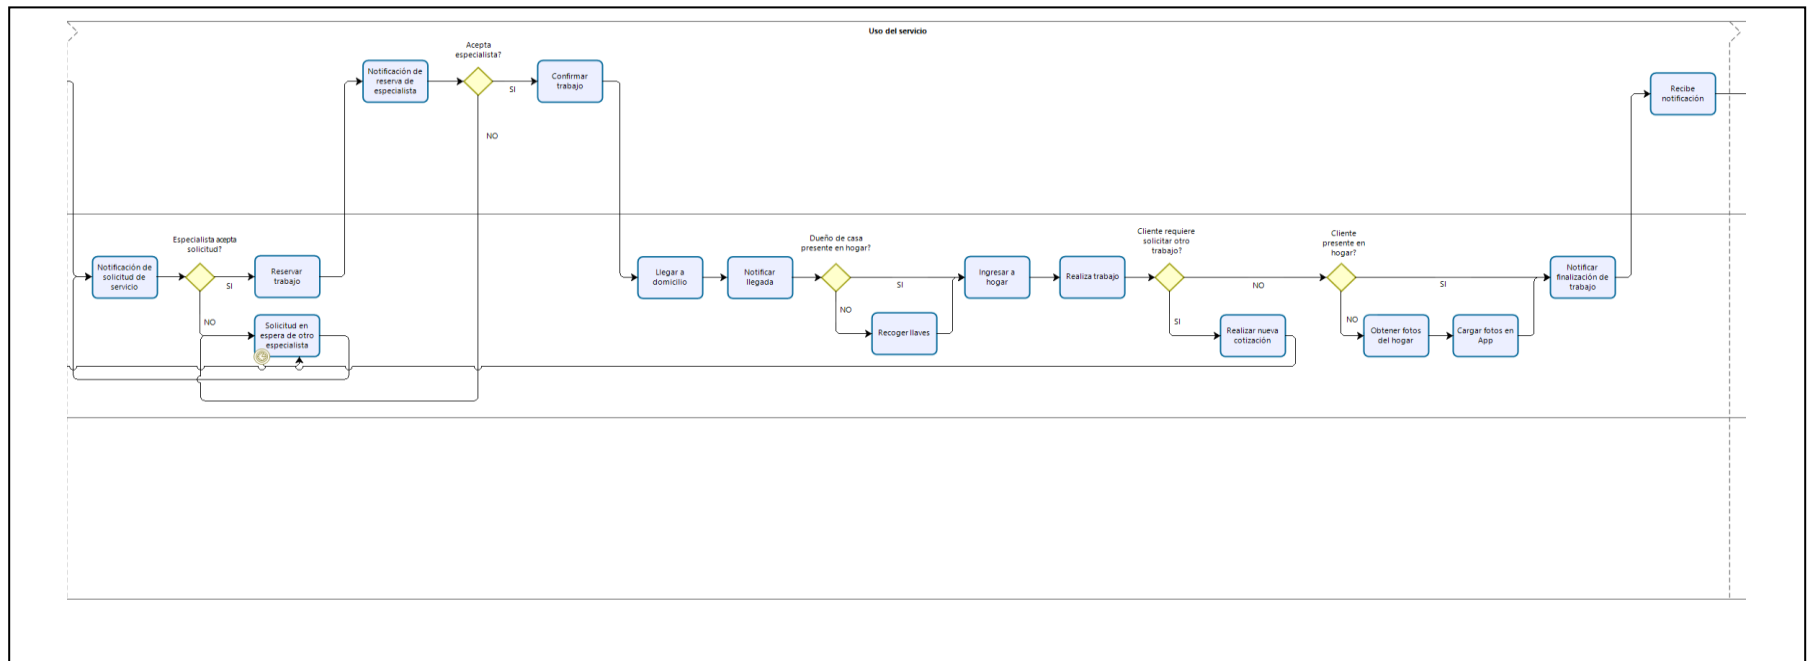 Uso del servicio
Notificación de
reserva de
especialista
Acepta
especialista?
SI
NO
Confirmar
trabajo
Recibe
notificación
Notificación de
solicitud de
servicio
Especialista acepta
solicitud?
SI
NO
Reservar
trabajo
Solicitud en
espera de otro
especialista
Llegar a
domicilio
Notificar
llegada
Dueño de casa
presente en hogar?
SI
NO
Recoger llaves
Ingresar a
hogar
Realiza trabajo
Cliente requiere
solicitar otro
trabajo?
NO
SI
Realizar nueva
cotización
Cliente
presente en
hogar?
SI
NO
Obtener fotos
del hogar
Cargar fotos en
App
Notificar
finalización de
trabajo